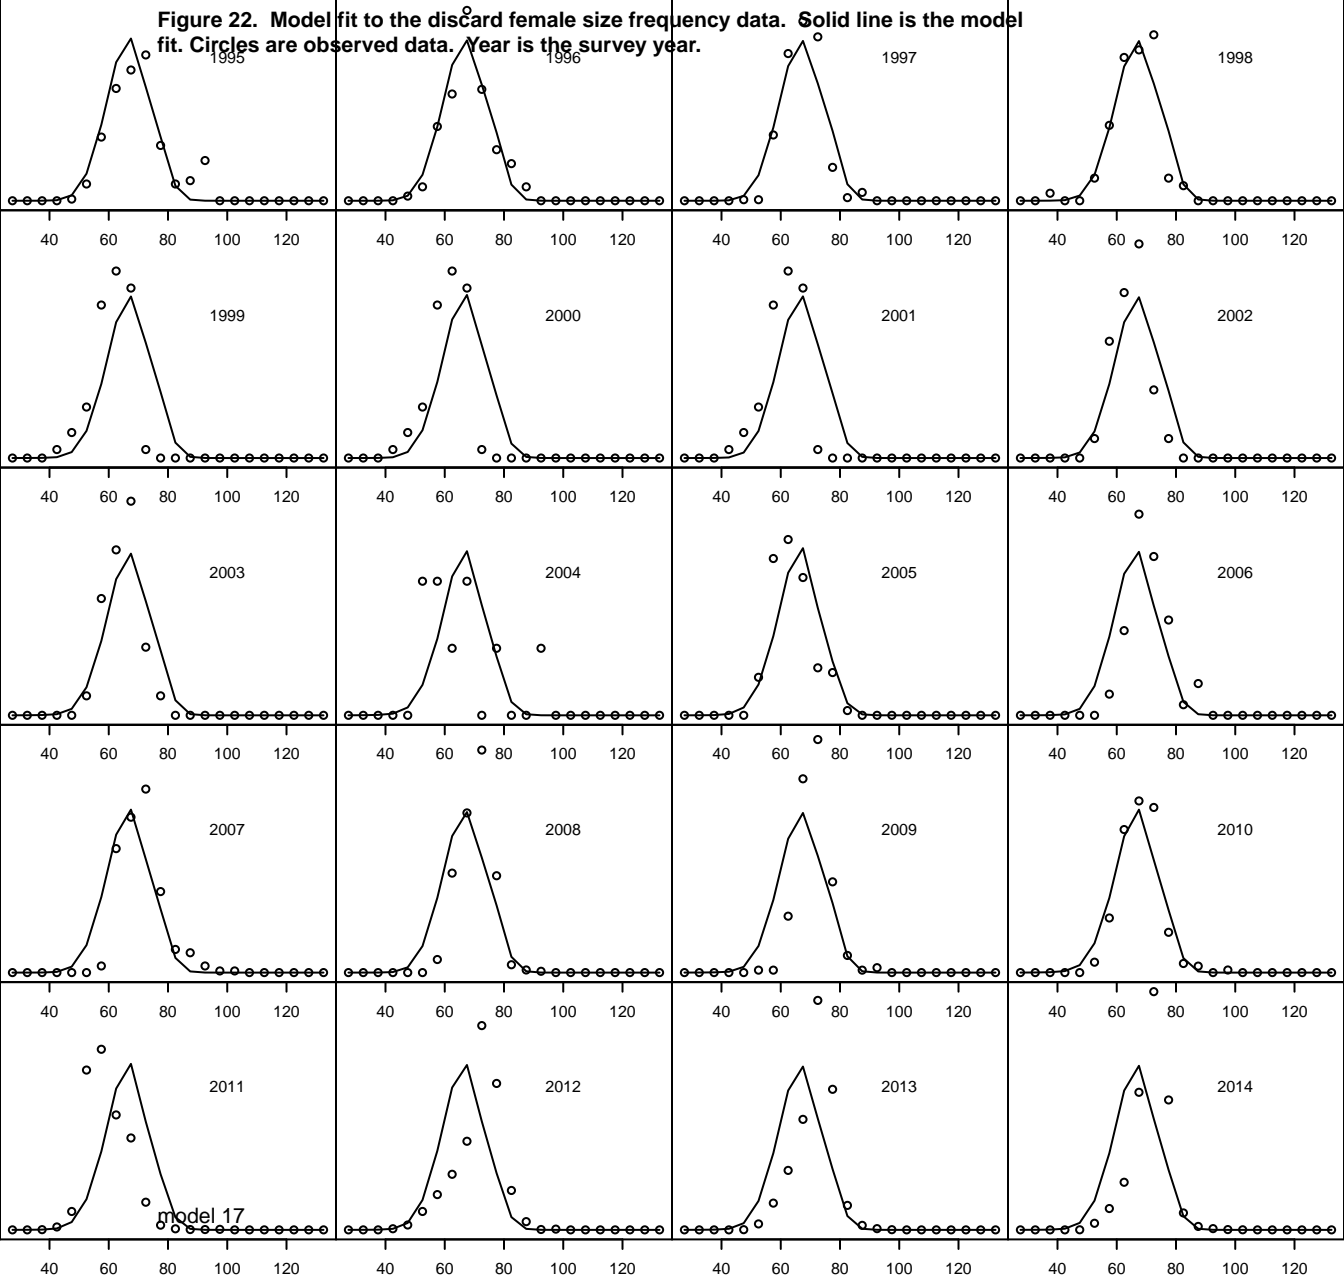 Figure 22.  Model fit to the discard female size frequency data.  Solid line is the model
fit. Circles are observed data.  Year is the survey year.
1995 1996 1997 1998
40 60 80 100 120 40 60 80 100 120 40 60 80 100 120 40 60 80 100 120
1999 2000 2001 2002
40 60 80 100 120 40 60 80 100 120 40 60 80 100 120 40 60 80 100 120
2003 2004 2005 2006
40 60 80 100 120 40 60 80 100 120 40 60 80 100 120 40 60 80 100 120
2007 2008 2009 2010
40 60 80 100 120 40 60 80 100 120 40 60 80 100 120 40 60 80 100 120
2011 2012 2013 2014
model 17
40 60 80 100 120 40 60 80 100 120 40 60 80 100 120 40 60 80 100 120